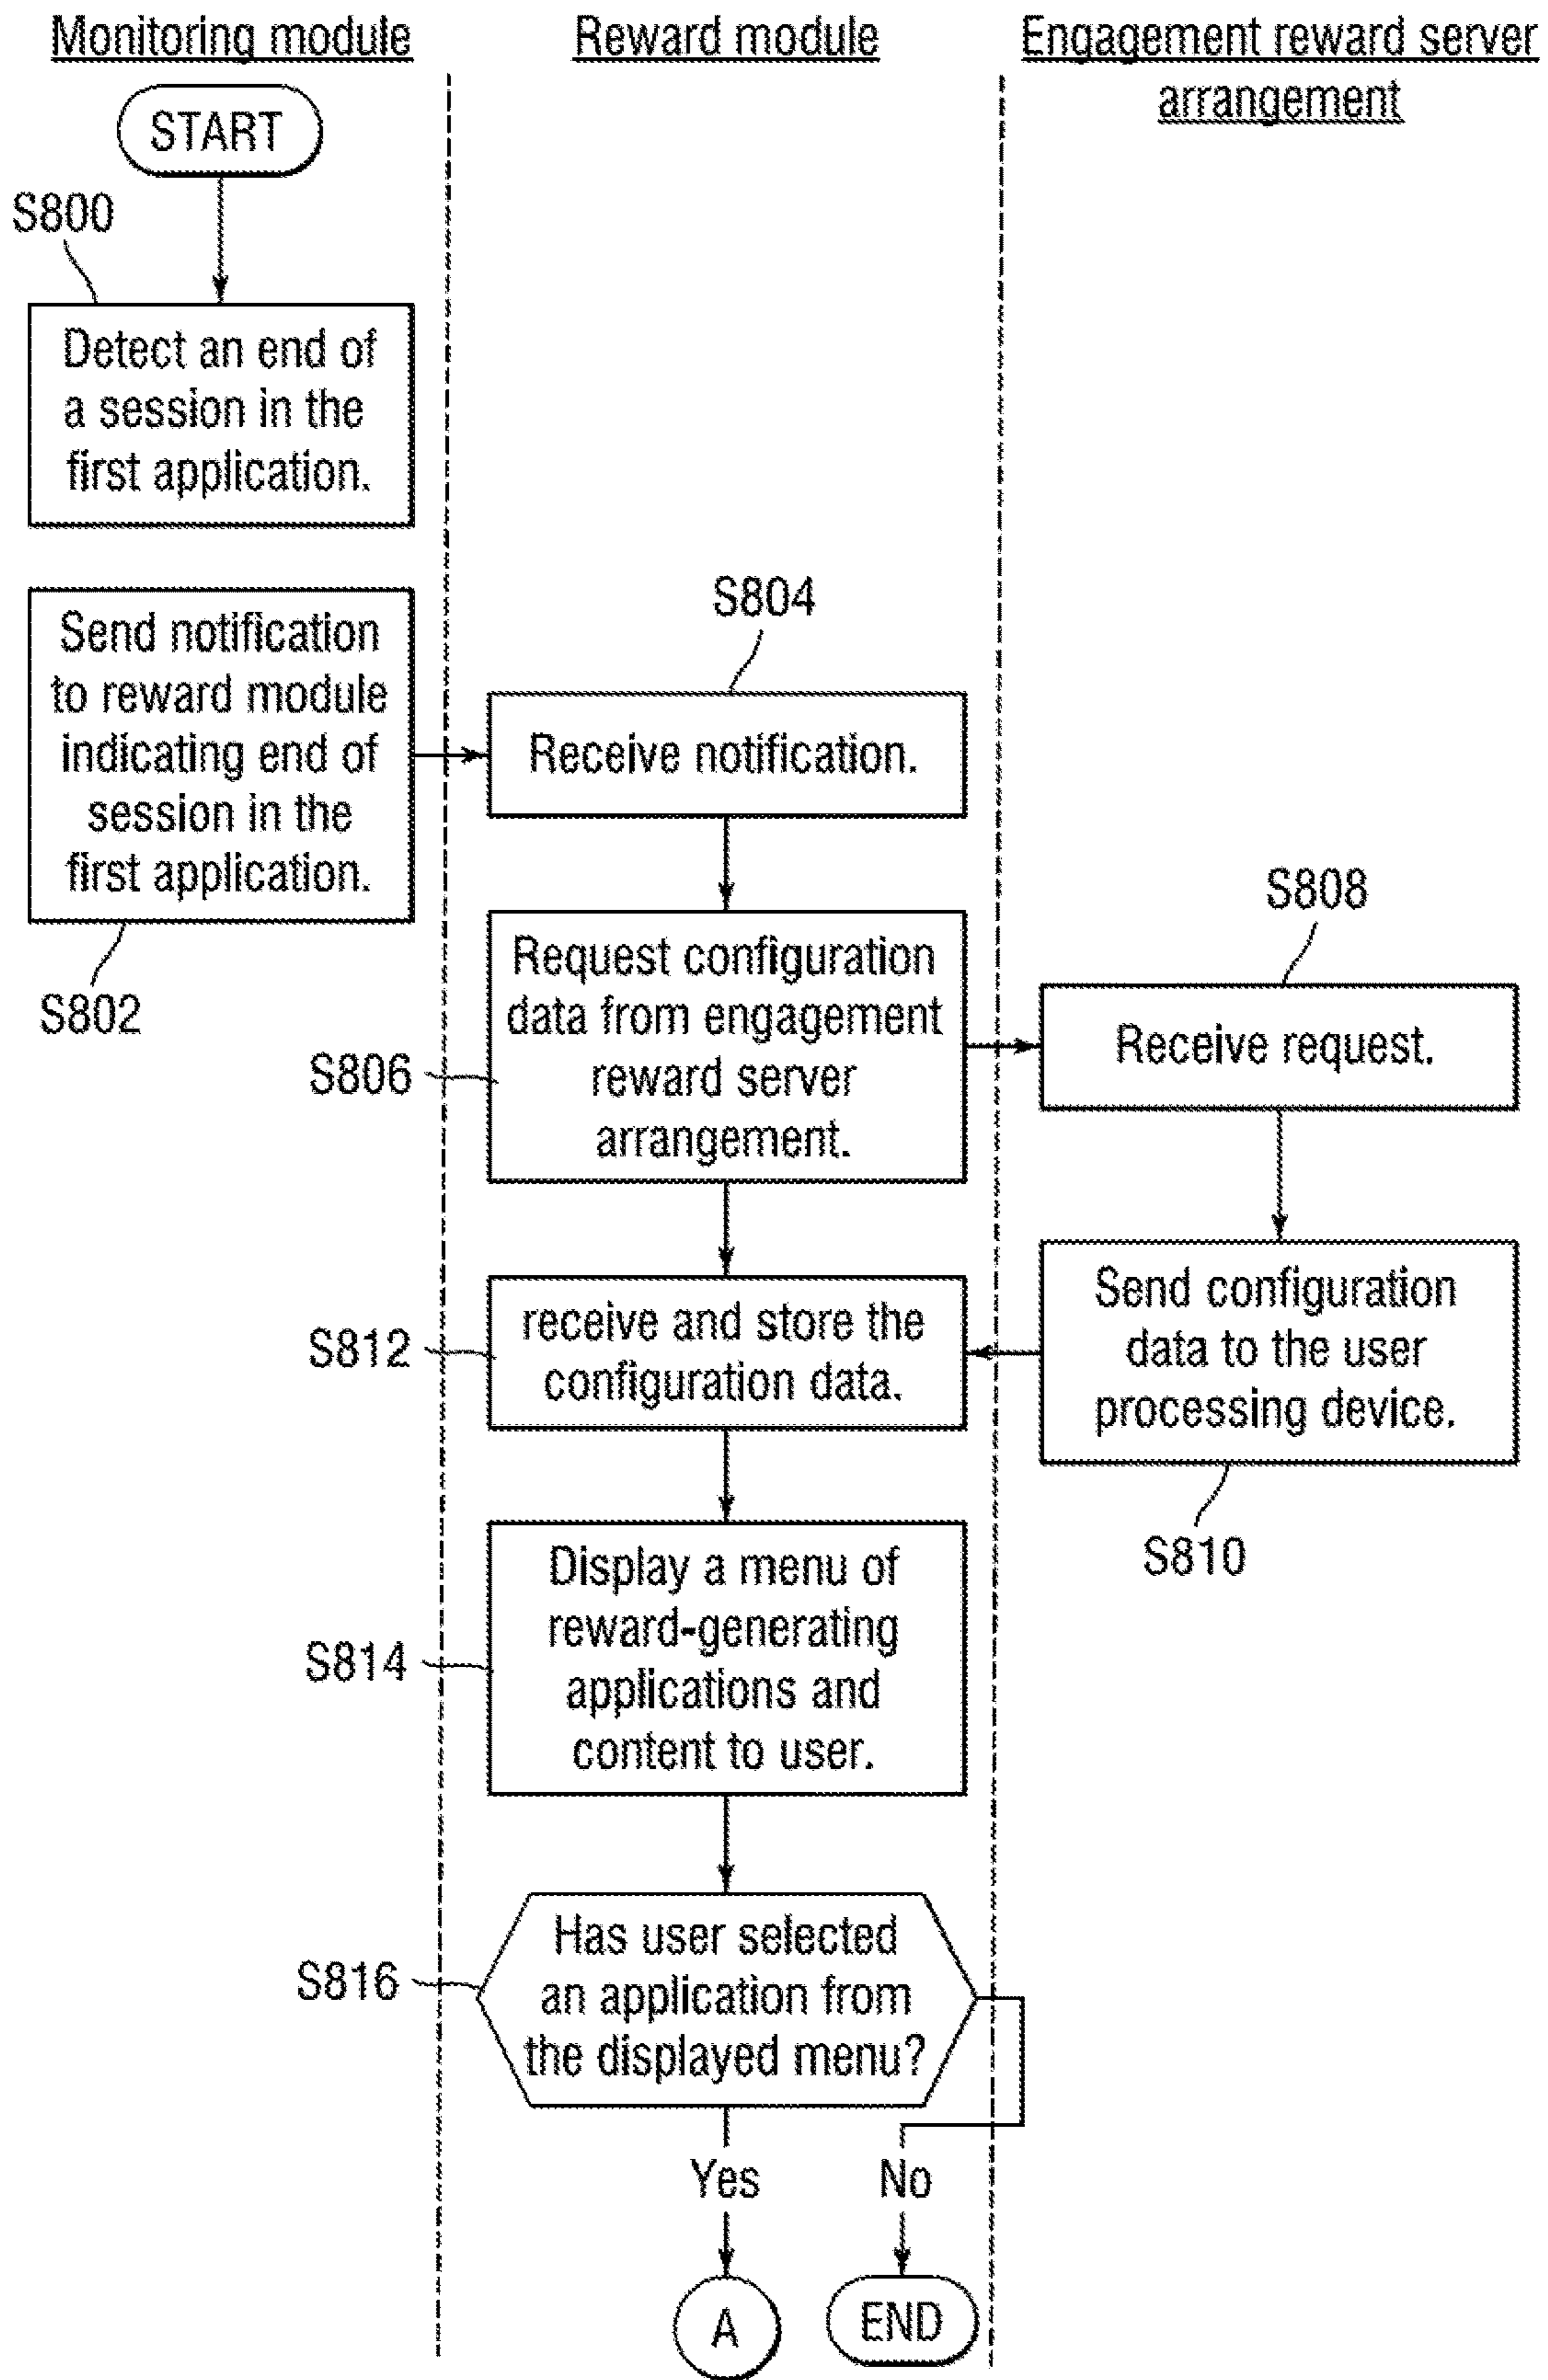 Monitoring module
Reward module
Engagement reward server
arrangement
START
S800
Detect an end of
a session in the
first application.
Send notification
to reward module
indicating end of
session in the
first application.
S802
S804
Receive notification.
S806
Request configuration
data from engagement
reward server
arrangement.
S808
Receive request.
Send configuration
data to the user
processing device.
S810
S812
receive and store the
configuration data.
S814
Display a menu of
reward-generating
applications and
content to user.
S816
Has user selected
an application from
the displayed menu?
Yes
No
A
END